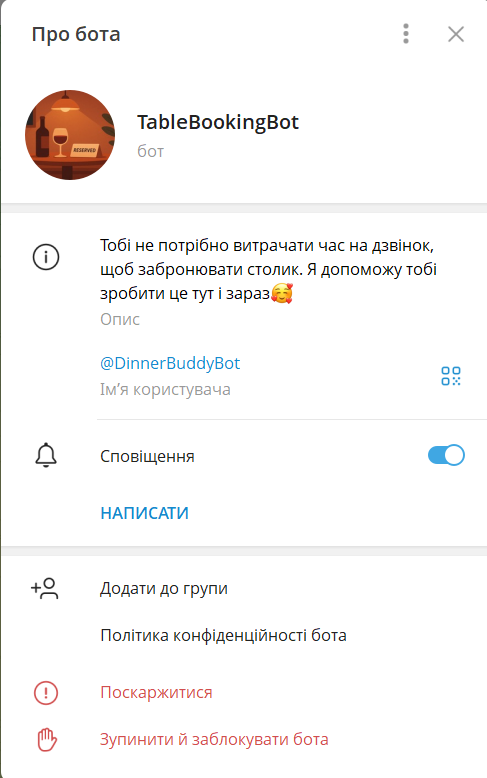 Про бота
TableBookingBot
бот
RESERVED
Тобі не потрібно витрачати час на дзвінок,
щоб забронювати столик. Я допоможу тобі
зробити це тут і зараз🥰
Опис
@DinnerBuddyBot
Ім’я користувача
Сповіщення
НАПИСАТИ
Додати до групи
Політика конфіденційності бота
Поскаржитися
Зупинити й заблокувати бота